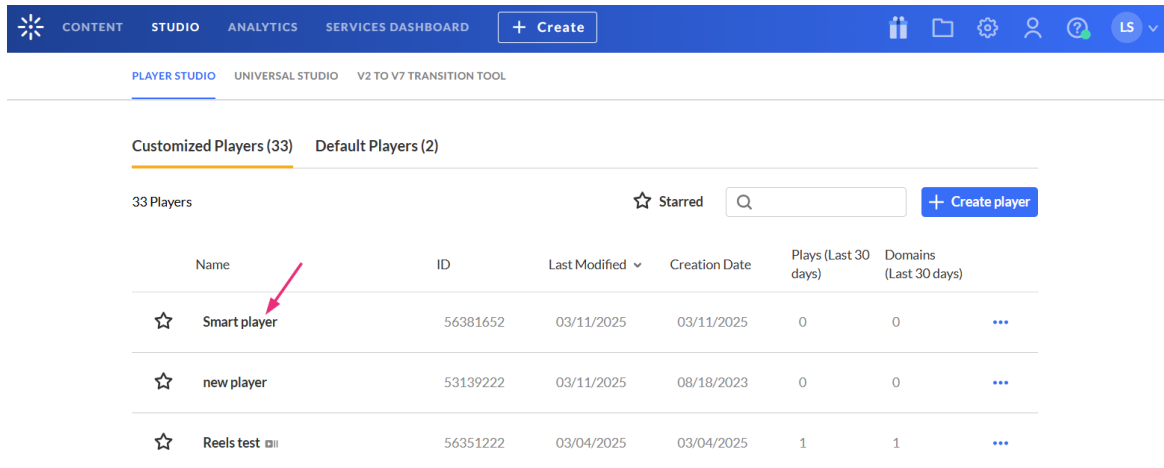 CONTENT STUDIO ANALYTICS SERVICES DASHBOARD + Create LS
PLAYER STUDIO UNIVERSAL STUDIO V2 TO V7 TRANSITION TOOL
Customized Players (33) Default Players (2)
33 Players Starred + Create player
Name ID Last Modified Creation Date Plays (Last 30 days) Domains (Last 30 days)
Smart player 56381652 03/11/2025 03/11/2025 0 0
new player 53139222 03/11/2025 08/18/2023 0 0
Reels test 56351222 03/04/2025 03/04/2025 1 1